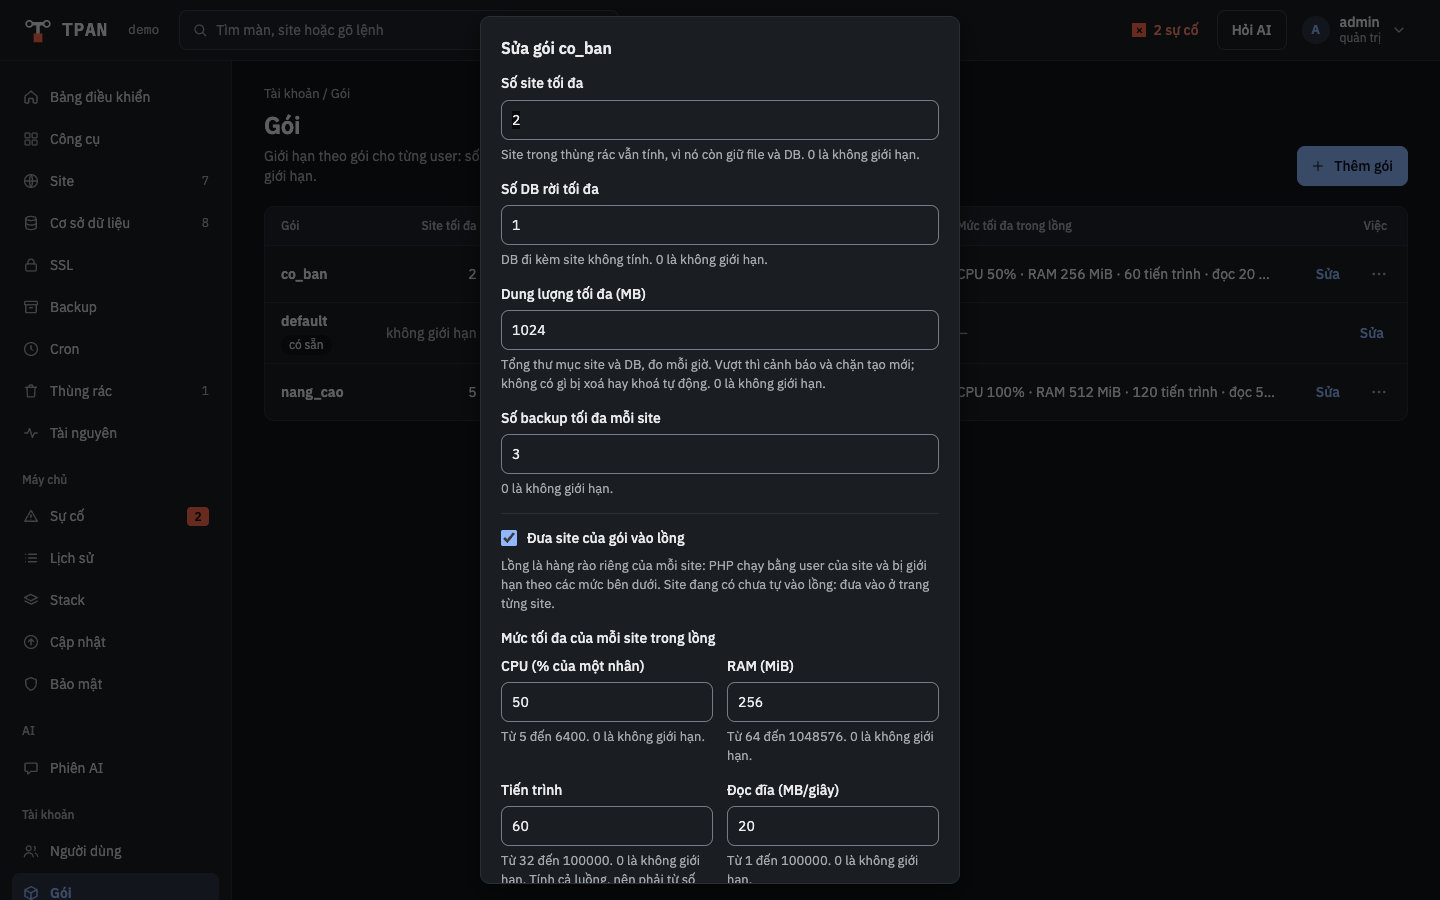 TPAN demo
Tìm màn, site hoặc gõ lệnh
2 sự cố
Hỏi AI
A
admin
quản trị
Bảng điều khiển
Công cụ
Site 7
Cơ sở dữ liệu 8
SSL
Backup
Cron
Thùng rác 1
Tài nguyên
Máy chủ
Sự cố 2
Lịch sử
Stack
Cập nhật
Bảo mật
AI
Phiên AI
Tài khoản
Người dùng
Gói
Tài khoản / Gói
Gói
Giới hạn theo gói cho từng user: số
giới hạn.
Thêm gói
Gói Site tối đa Mức tối đa trong lồng Việc
co_ban 2 CPU 50% · RAM 256 MiB · 60 tiến trình · đọc 20 ... Sửa ...
default
có sẵn
không giới hạn — Sửa
nang_cao 5 CPU 100% · RAM 512 MiB · 120 tiến trình · đọc 5... Sửa ...
Sửa gói co_ban
Số site tối đa
2
Site trong thùng rác vẫn tính, vì nó còn giữ file và DB. 0 là không giới hạn.
Số DB rời tối đa
1
DB đi kèm site không tính. 0 là không giới hạn.
Dung lượng tối đa (MB)
1024
Tổng thư mục site và DB, đo mỗi giờ. Vượt thì cảnh báo và chặn tạo mới;
không có gì bị xoá hay khoá tự động. 0 là không giới hạn.
Số backup tối đa mỗi site
3
0 là không giới hạn.
Đưa site của gói vào lồng
Lồng là hàng rào riêng của mỗi site: PHP chạy bằng user của site và bị giới
hạn theo các mức bên dưới. Site đang có chưa tự vào lồng: đưa vào ở trang
từng site.
Mức tối đa của mỗi site trong lồng
CPU (% của một nhân)
50
Từ 5 đến 6400. 0 là không giới hạn.
RAM (MiB)
256
Từ 64 đến 1048576. 0 là không giới
hạn.
Tiến trình
60
Từ 32 đến 100000. 0 là không giới
hạn. Tính cả luồng, nên phải từ số
Đọc đĩa (MB/giây)
20
Từ 1 đến 100000. 0 là không giới
hạn.